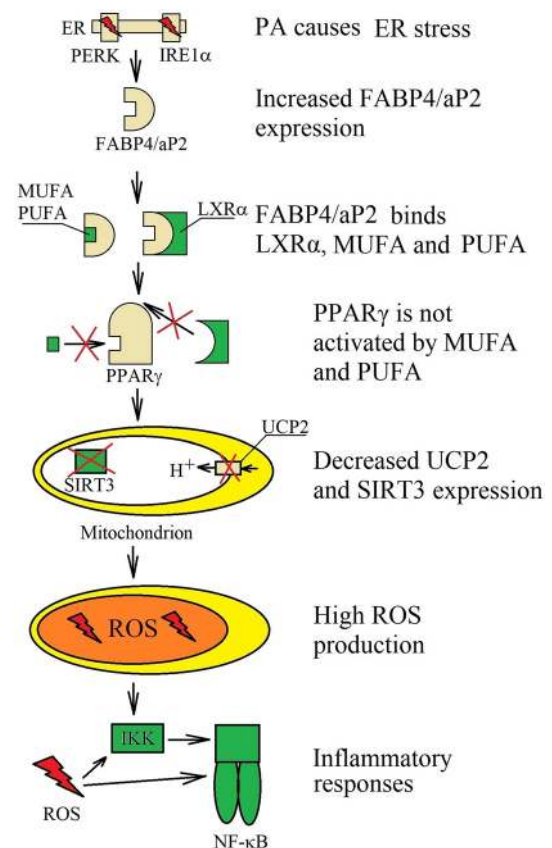 ER
PERK IRE1α
PA causes ER stress
FABP4/aP2
Increased FABP4/aP2
expression
MUFA
PUFA
LXRα
FABP4/aP2 binds
LXRα, MUFA and PUFA
PPARγ
PPARγ is not
activated by MUFA
and PUFA
UCP2
H+
SIRT3
Mitochondrion
Decreased UCP2
and SIRT3 expression
ROS
High ROS
production
IKK
ROS
NF-κB
Inflammatory
responses